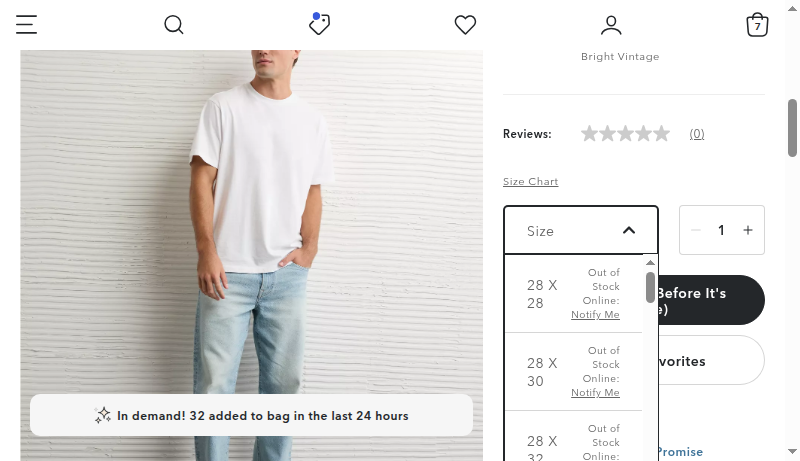 7
Bright Vintage
Reviews:
(0)
Size Chart
Size
1
28 X
28
Out of
Stock
Online:
Notify Me
Before It's
e)
28 X
30
Out of
Stock
Online:
Notify Me
vorites
In demand! 32 added to bag in the last 24 hours
28 X
32
Out of
Stock
Online:
Promise